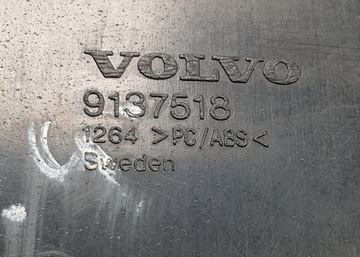 VOLVO
9137518
1264 >PC/ABS<
Sweden